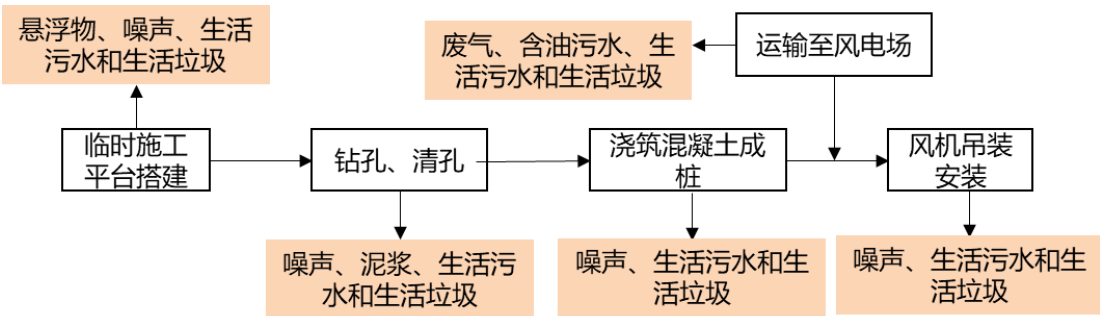 悬浮物、噪声、生活
污水和生活垃圾
废气、含油污水、生
活污水和生活垃圾
运输至风电场
临时施工
平台搭建
钻孔、清孔
浇筑混凝土成
桩
风机吊装
安装
噪声、泥浆、生活污
水和生活垃圾
噪声、生活污水和生
活垃圾
噪声、生活污水和生
活垃圾